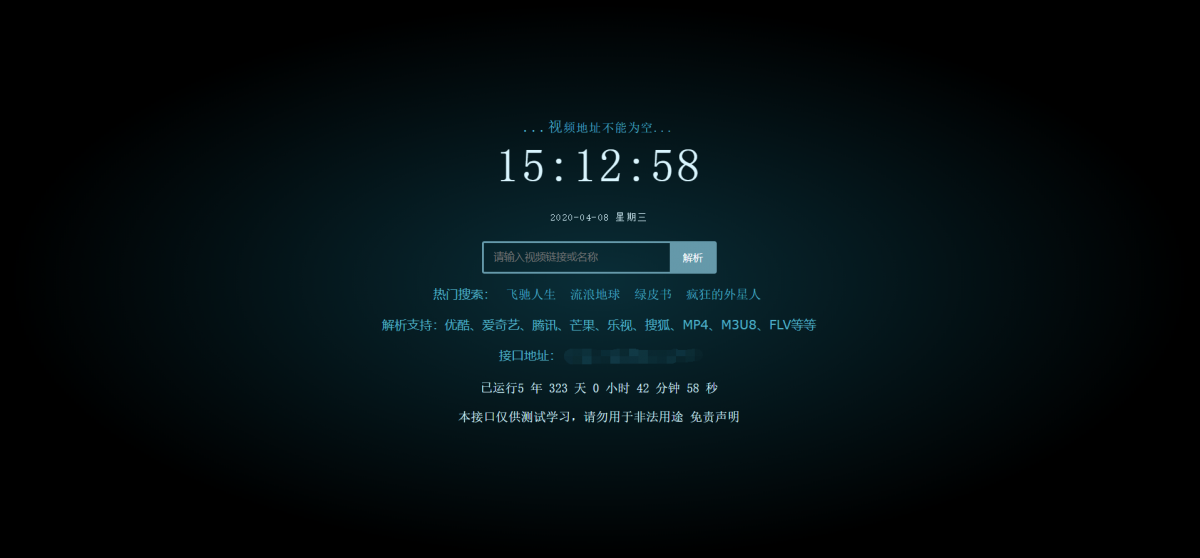 ...视频地址不能为空...
15:12:58
2020-04-08 星期三
请输入视频链接或名称 解析
热门搜索： 飞驰人生 流浪地球 绿皮书 疯狂的外星人
解析支持：优酷、爱奇艺、腾讯、芒果、乐视、搜狐、MP4、M3U8、FLV等等
接口地址：
已运行5 年 323 天 0 小时 42 分钟 58 秒
本接口仅供测试学习，请勿用于非法用途 免责声明